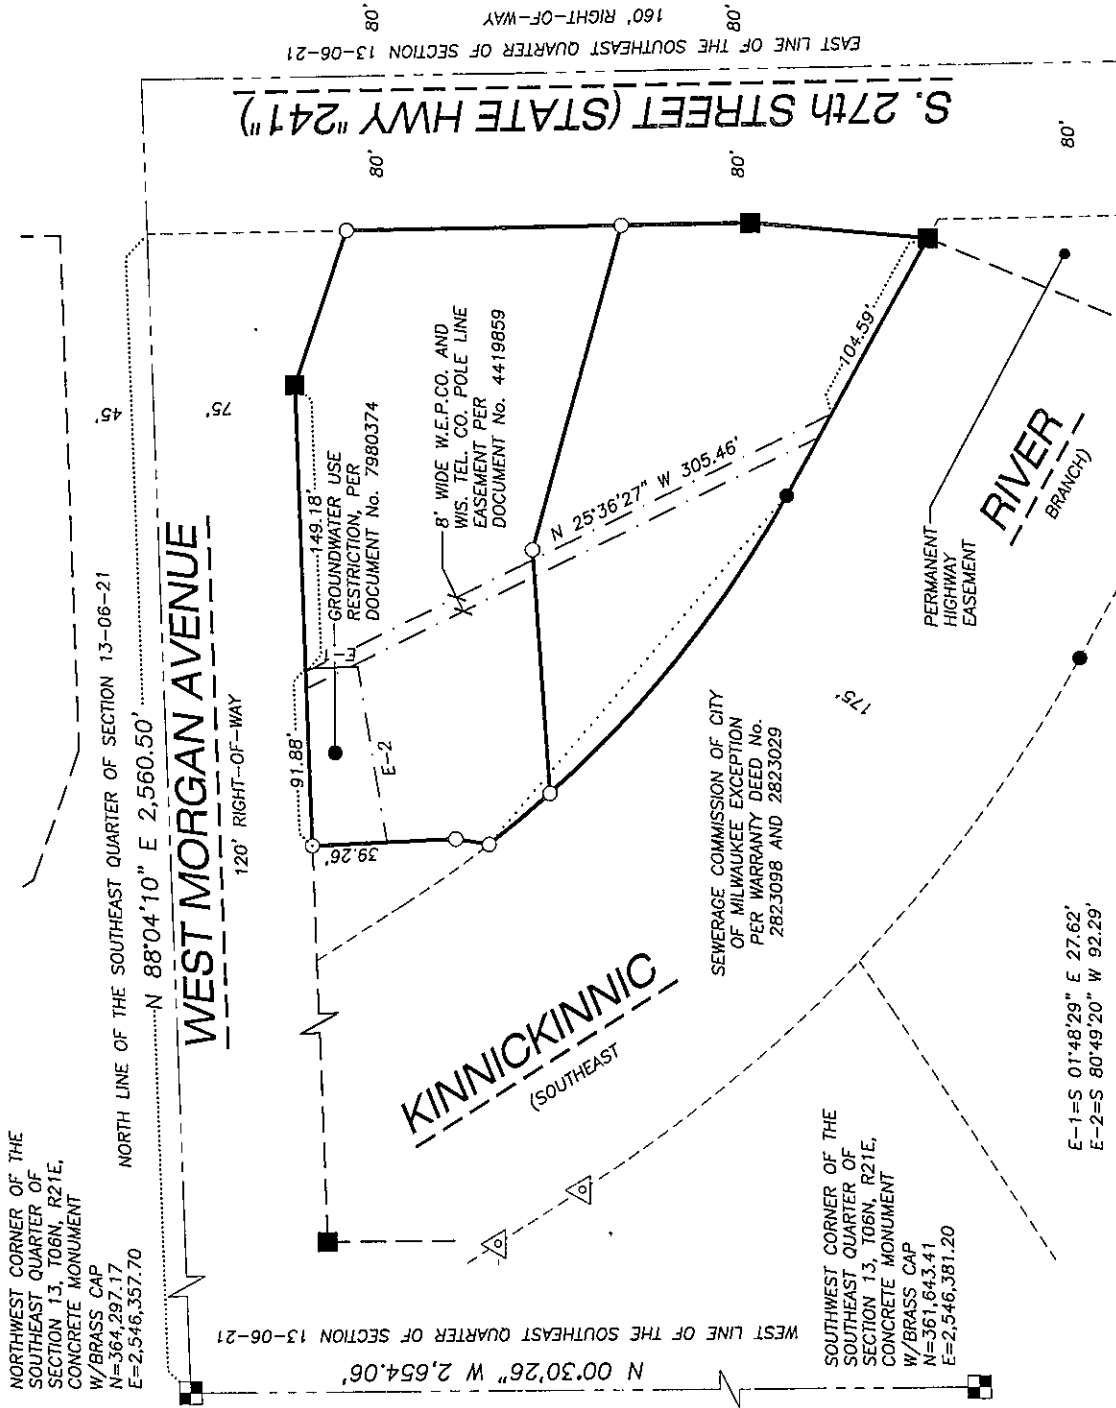 NORTHWEST CORNER OF THE
SOUTHEAST QUARTER OF
SECTION 13, T06N, R21E,
CONCRETE MONUMENT
W/BRASS CAP
N=364,297.17
E=2,546,357.70
NORTH LINE OF THE SOUTHEAST QUARTER OF SECTION 13-06-21
N 88°04'10" E 2,560.50'
WEST MORGAN AVENUE
120' RIGHT-OF-WAY
45'
75'
EAST LINE OF THE SOUTHEAST QUARTER OF SECTION 13-06-21
160' RIGHT-OF-WAY
80'
80'
S. 27th STREET (STATE HWY "241")
80'
80'
80'
149.18'
91.88'
39.26'
GROUNDWATER USE
RESTRICTION, PER
DOCUMENT No. 7980374
E-1
E-2
8' WIDE W.E.P.CO. AND
WIS. TEL. CO. POLE LINE
EASEMENT PER
DOCUMENT No. 4419859
N 25°36'27" W 305.46'
104.59'
PERMANENT
HIGHWAY
EASEMENT
KINNICKINNIC
RIVER
(SOUTHEAST
BRANCH)
175'
SEWERAGE COMMISSION OF CITY
OF MILWAUKEE EXCEPTION
PER WARRANTY DEED No.
2823098 AND 2823029
WEST LINE OF THE SOUTHEAST QUARTER OF SECTION 13-06-21
N 00°30'26" W 2,654.06'
SOUTHWEST CORNER OF THE
SOUTHEAST QUARTER OF
SECTION 13, T06N, R21E,
CONCRETE MONUMENT
W/BRASS CAP
N=361,643.41
E=2,546,381.20
E-1=S 01°48'29" E 27.62'
E-2=S 80°49'20" W 92.29'